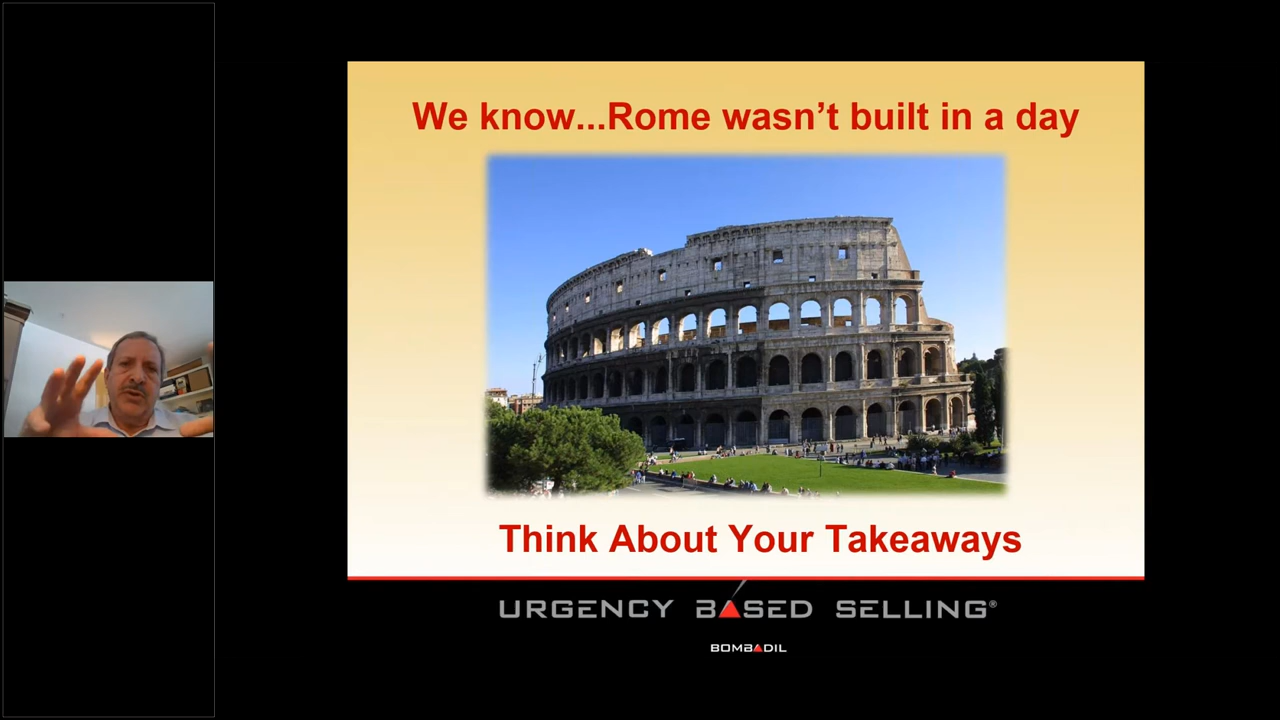 We know...Rome wasn’t built in a day
Think About Your Takeaways
URGENCY BASED SELLING®
BOMBADIL